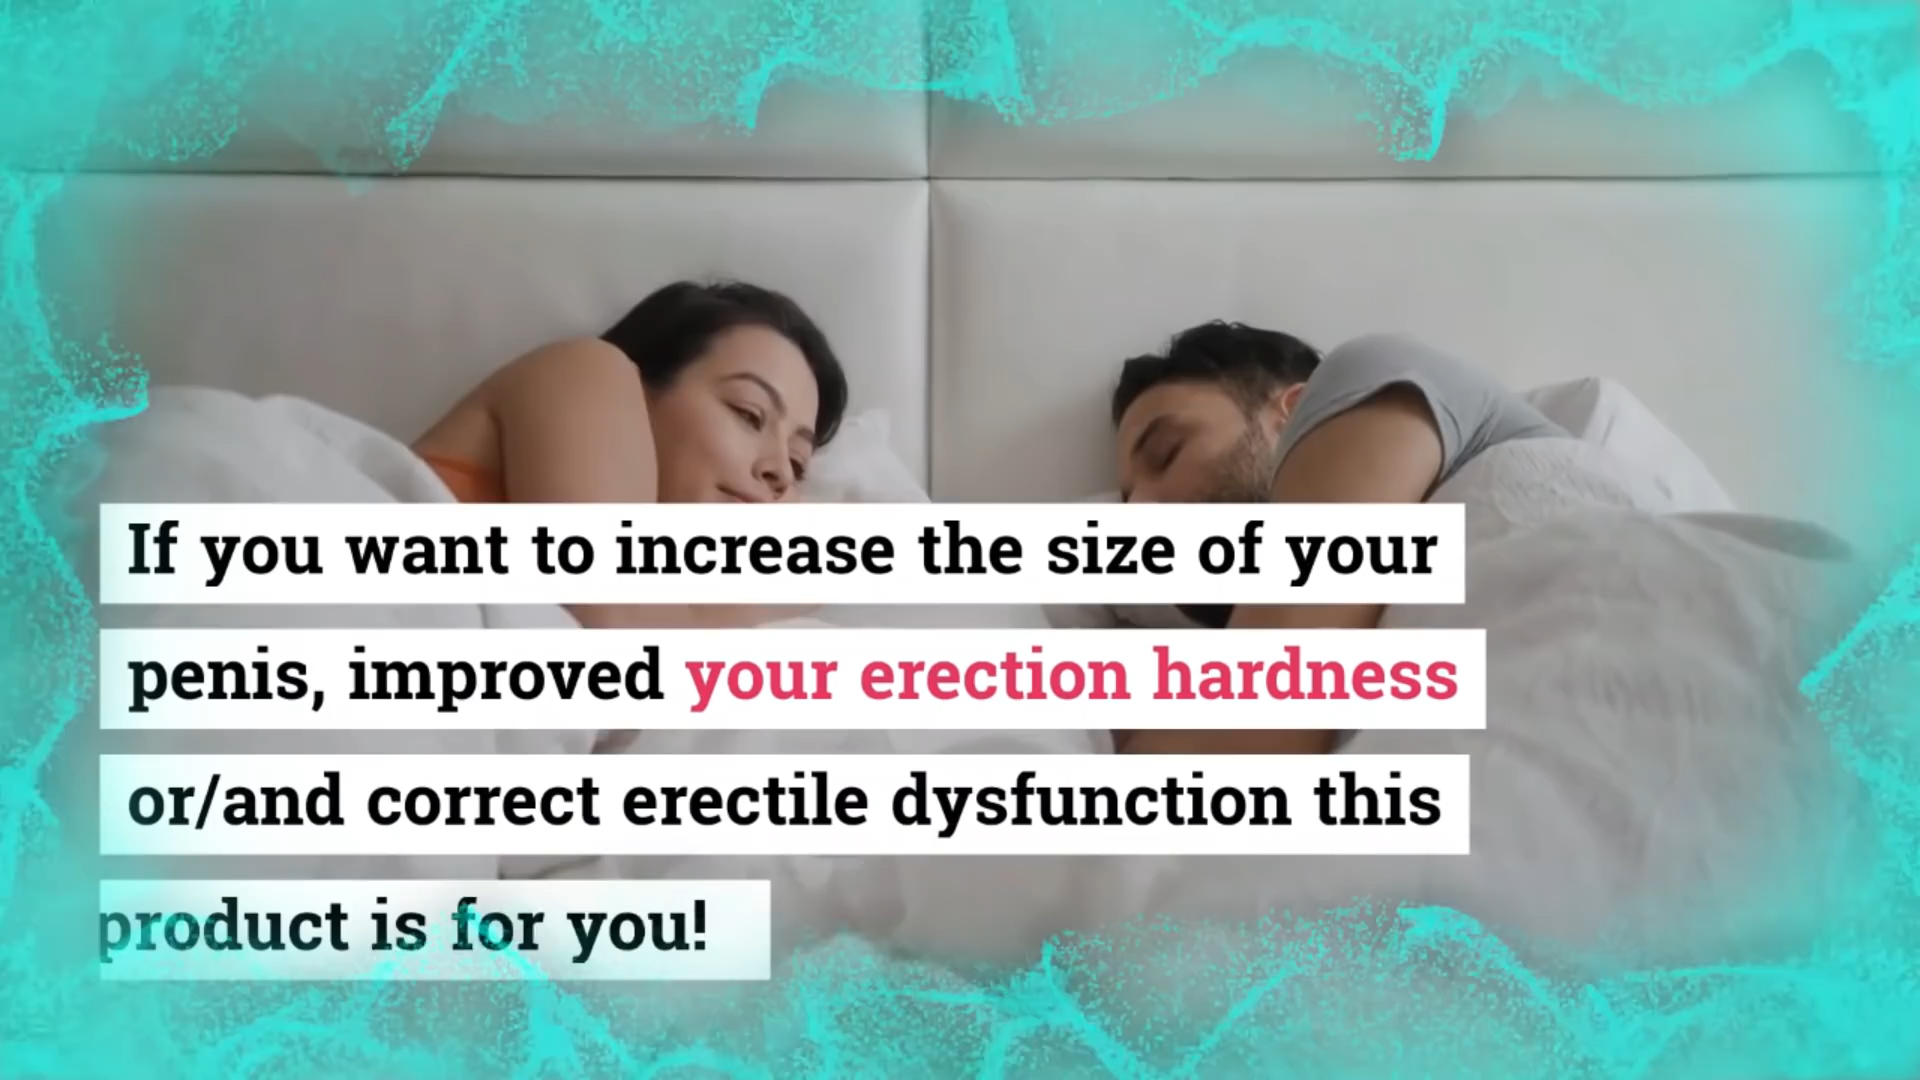 If you want to increase the size of your
penis, improved your erection hardness
or/and correct erectile dysfunction this
product is for you!